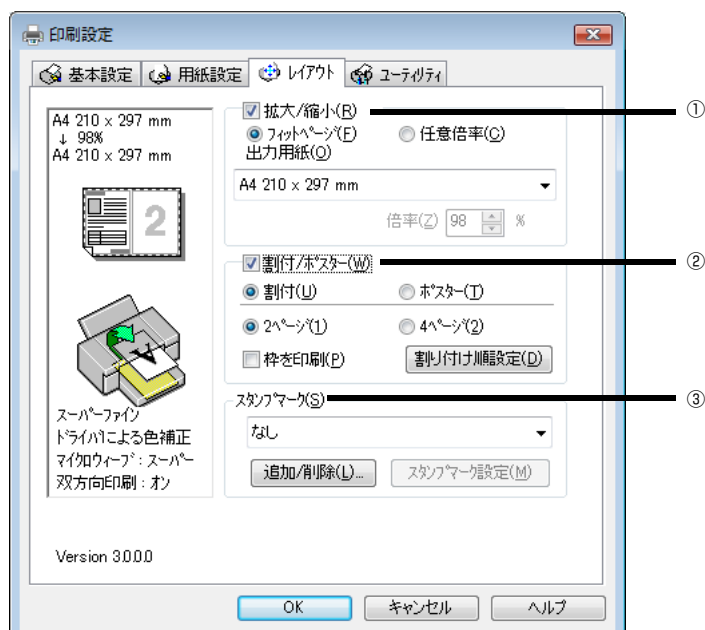 印刷設定
基本設定 用紙設定 レイアウト ユーティリティ
A4 210 x 297 mm
↓ 98%
A4 210 x 297 mm
2
スーパーファイン
ドライバによる色補正
マイクロウィーブ：スーパー
双方向印刷：オン
Version 3.0.0.0
拡大/縮小(R) ①
フィットページ(F) 任意倍率(C)
出力用紙(O)
A4 210 x 297 mm
倍率(Z) 98 %
割付/ポスター(W) ②
割付(U) ポスター(T)
2ページ(1) 4ページ(2)
枠を印刷(P) 割り付け順設定(D)
スタンプマーク(S) ③
なし
追加/削除(L)... スタンプマーク設定(M)
OK キャンセル ヘルプ